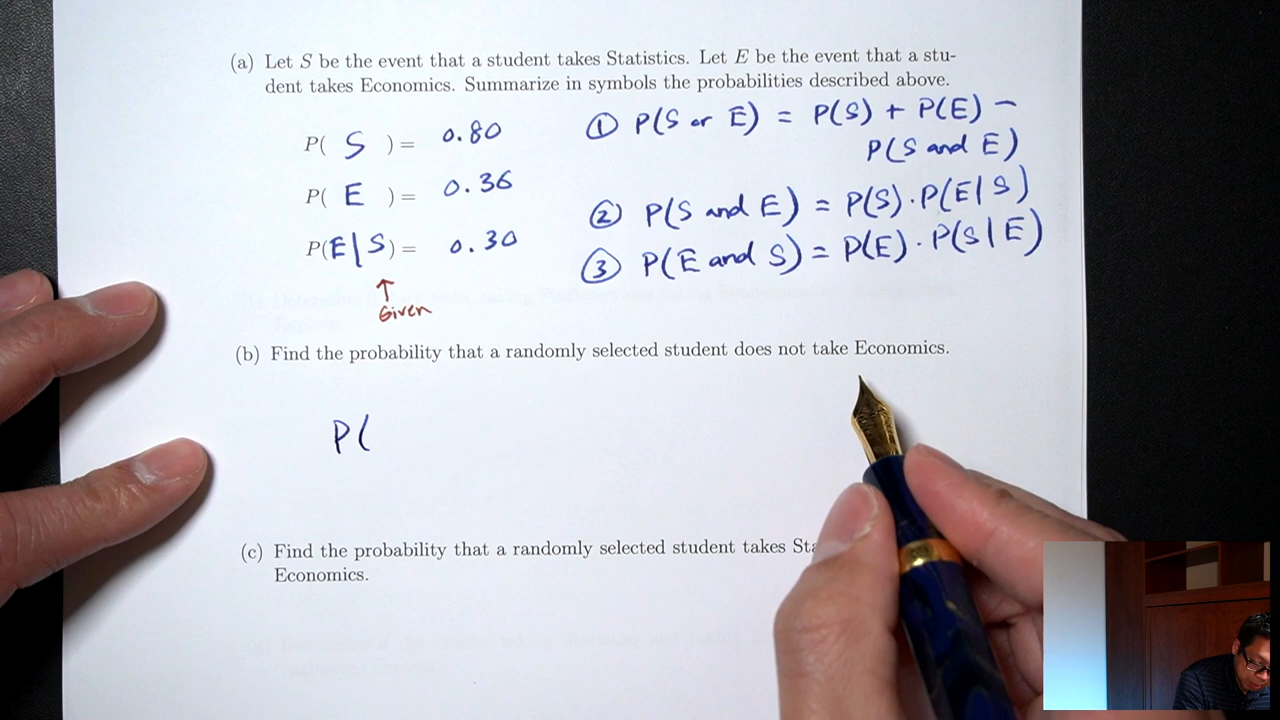 (a) Let S be the event that a student takes Statistics. Let E be the event that a stu-
dent takes Economics. Summarize in symbols the probabilities described above.
P( S ) = 0.80
P( E ) = 0.36
P(E|S) = 0.30
↑
Given
① P(S or E) = P(S) + P(E) −
P(S and E)
② P(S and E) = P(S) · P(E|S)
③ P(E and S) = P(E) · P(S|E)
(b) Find the probability that a randomly selected student does not take Economics.
P(
(c) Find the probability that a randomly selected student takes
Economics.